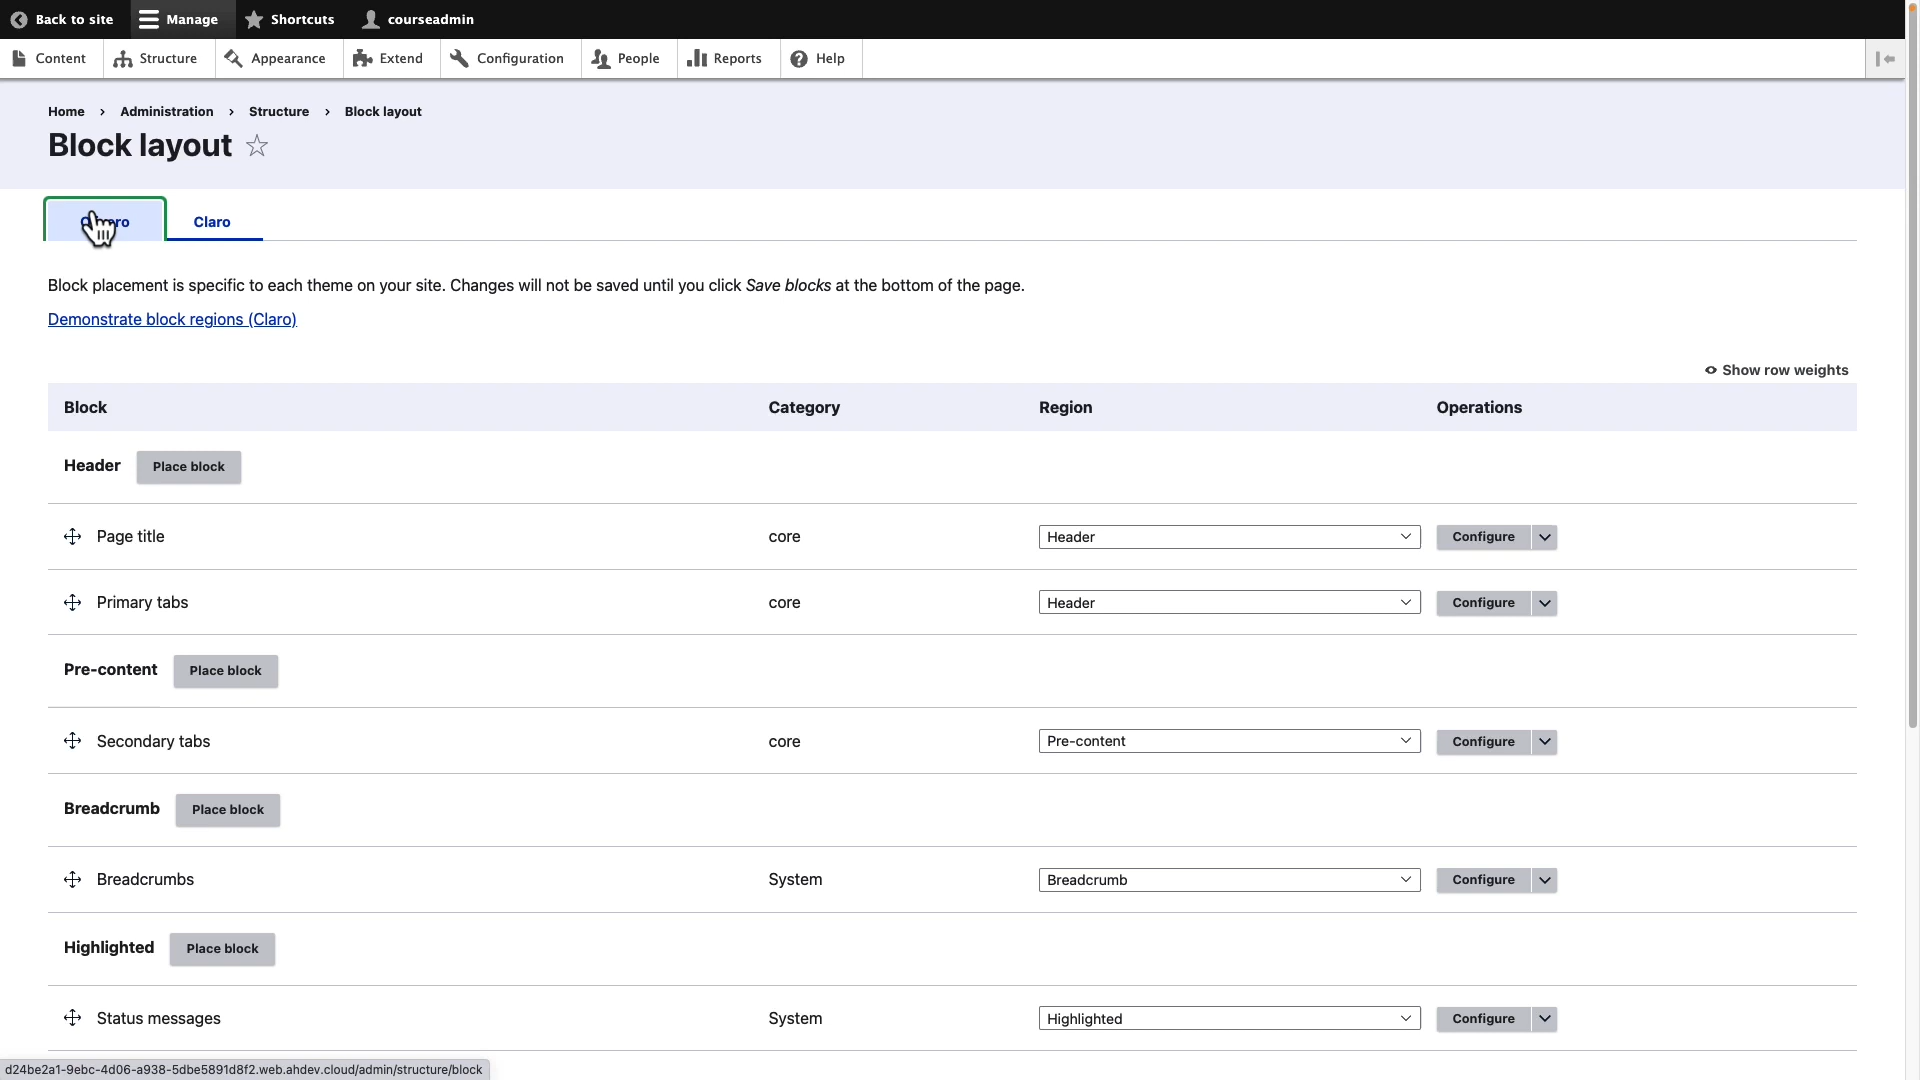 Back to site Manage Shortcuts courseadmin
Content Structure Appearance Extend Configuration People Reports Help
Home › Administration › Structure › Block layout
Block layout
Claro
Block placement is specific to each theme on your site. Changes will not be saved until you click Save blocks at the bottom of the page.
Demonstrate block regions (Claro)
Show row weights
Block Category Region Operations
Header Place block
Page title core Header Configure
Primary tabs core Header Configure
Pre-content Place block
Secondary tabs core Pre-content Configure
Breadcrumb Place block
Breadcrumbs System Breadcrumb Configure
Highlighted Place block
Status messages System Highlighted Configure
d24be2a1-9ebc-4d06-a938-5dbe5891d8f2.web.ahdev.cloud/admin/structure/block